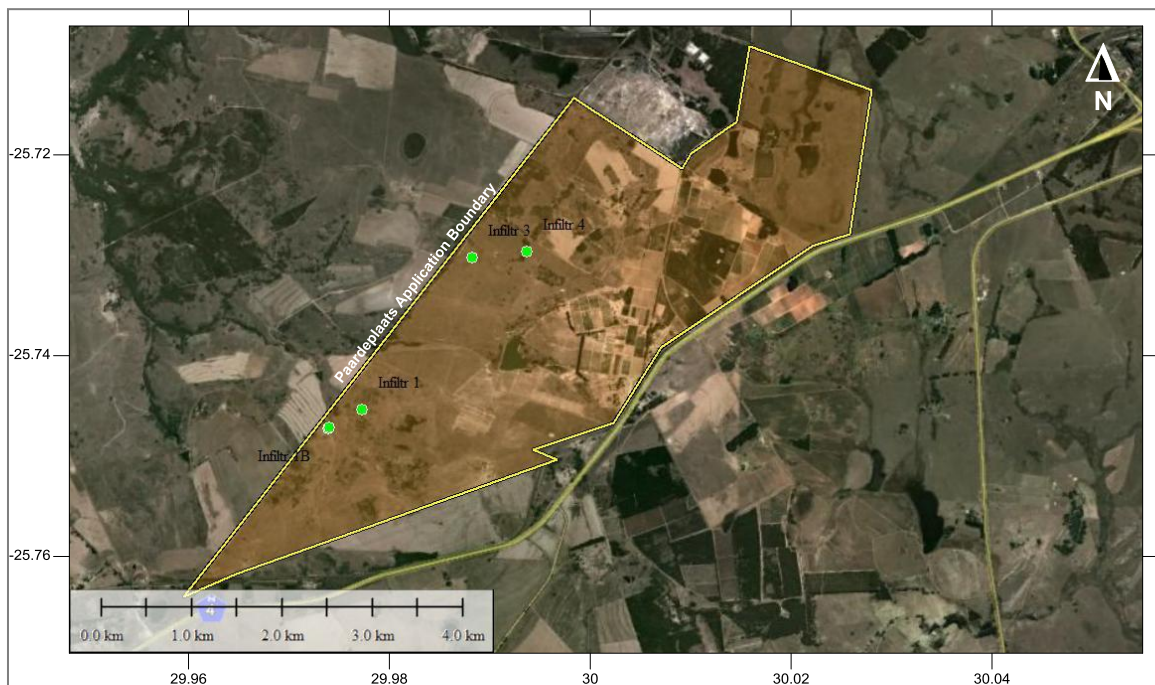 N
-25.72
Infiltr 3
Infiltr 4
Paardeplaats Application Boundary
-25.74
Infiltr 1
Infiltr 1B
-25.76
N
4
0.0 km 1.0 km 2.0 km 3.0 km 4.0 km
29.96 29.98 30 30.02 30.04